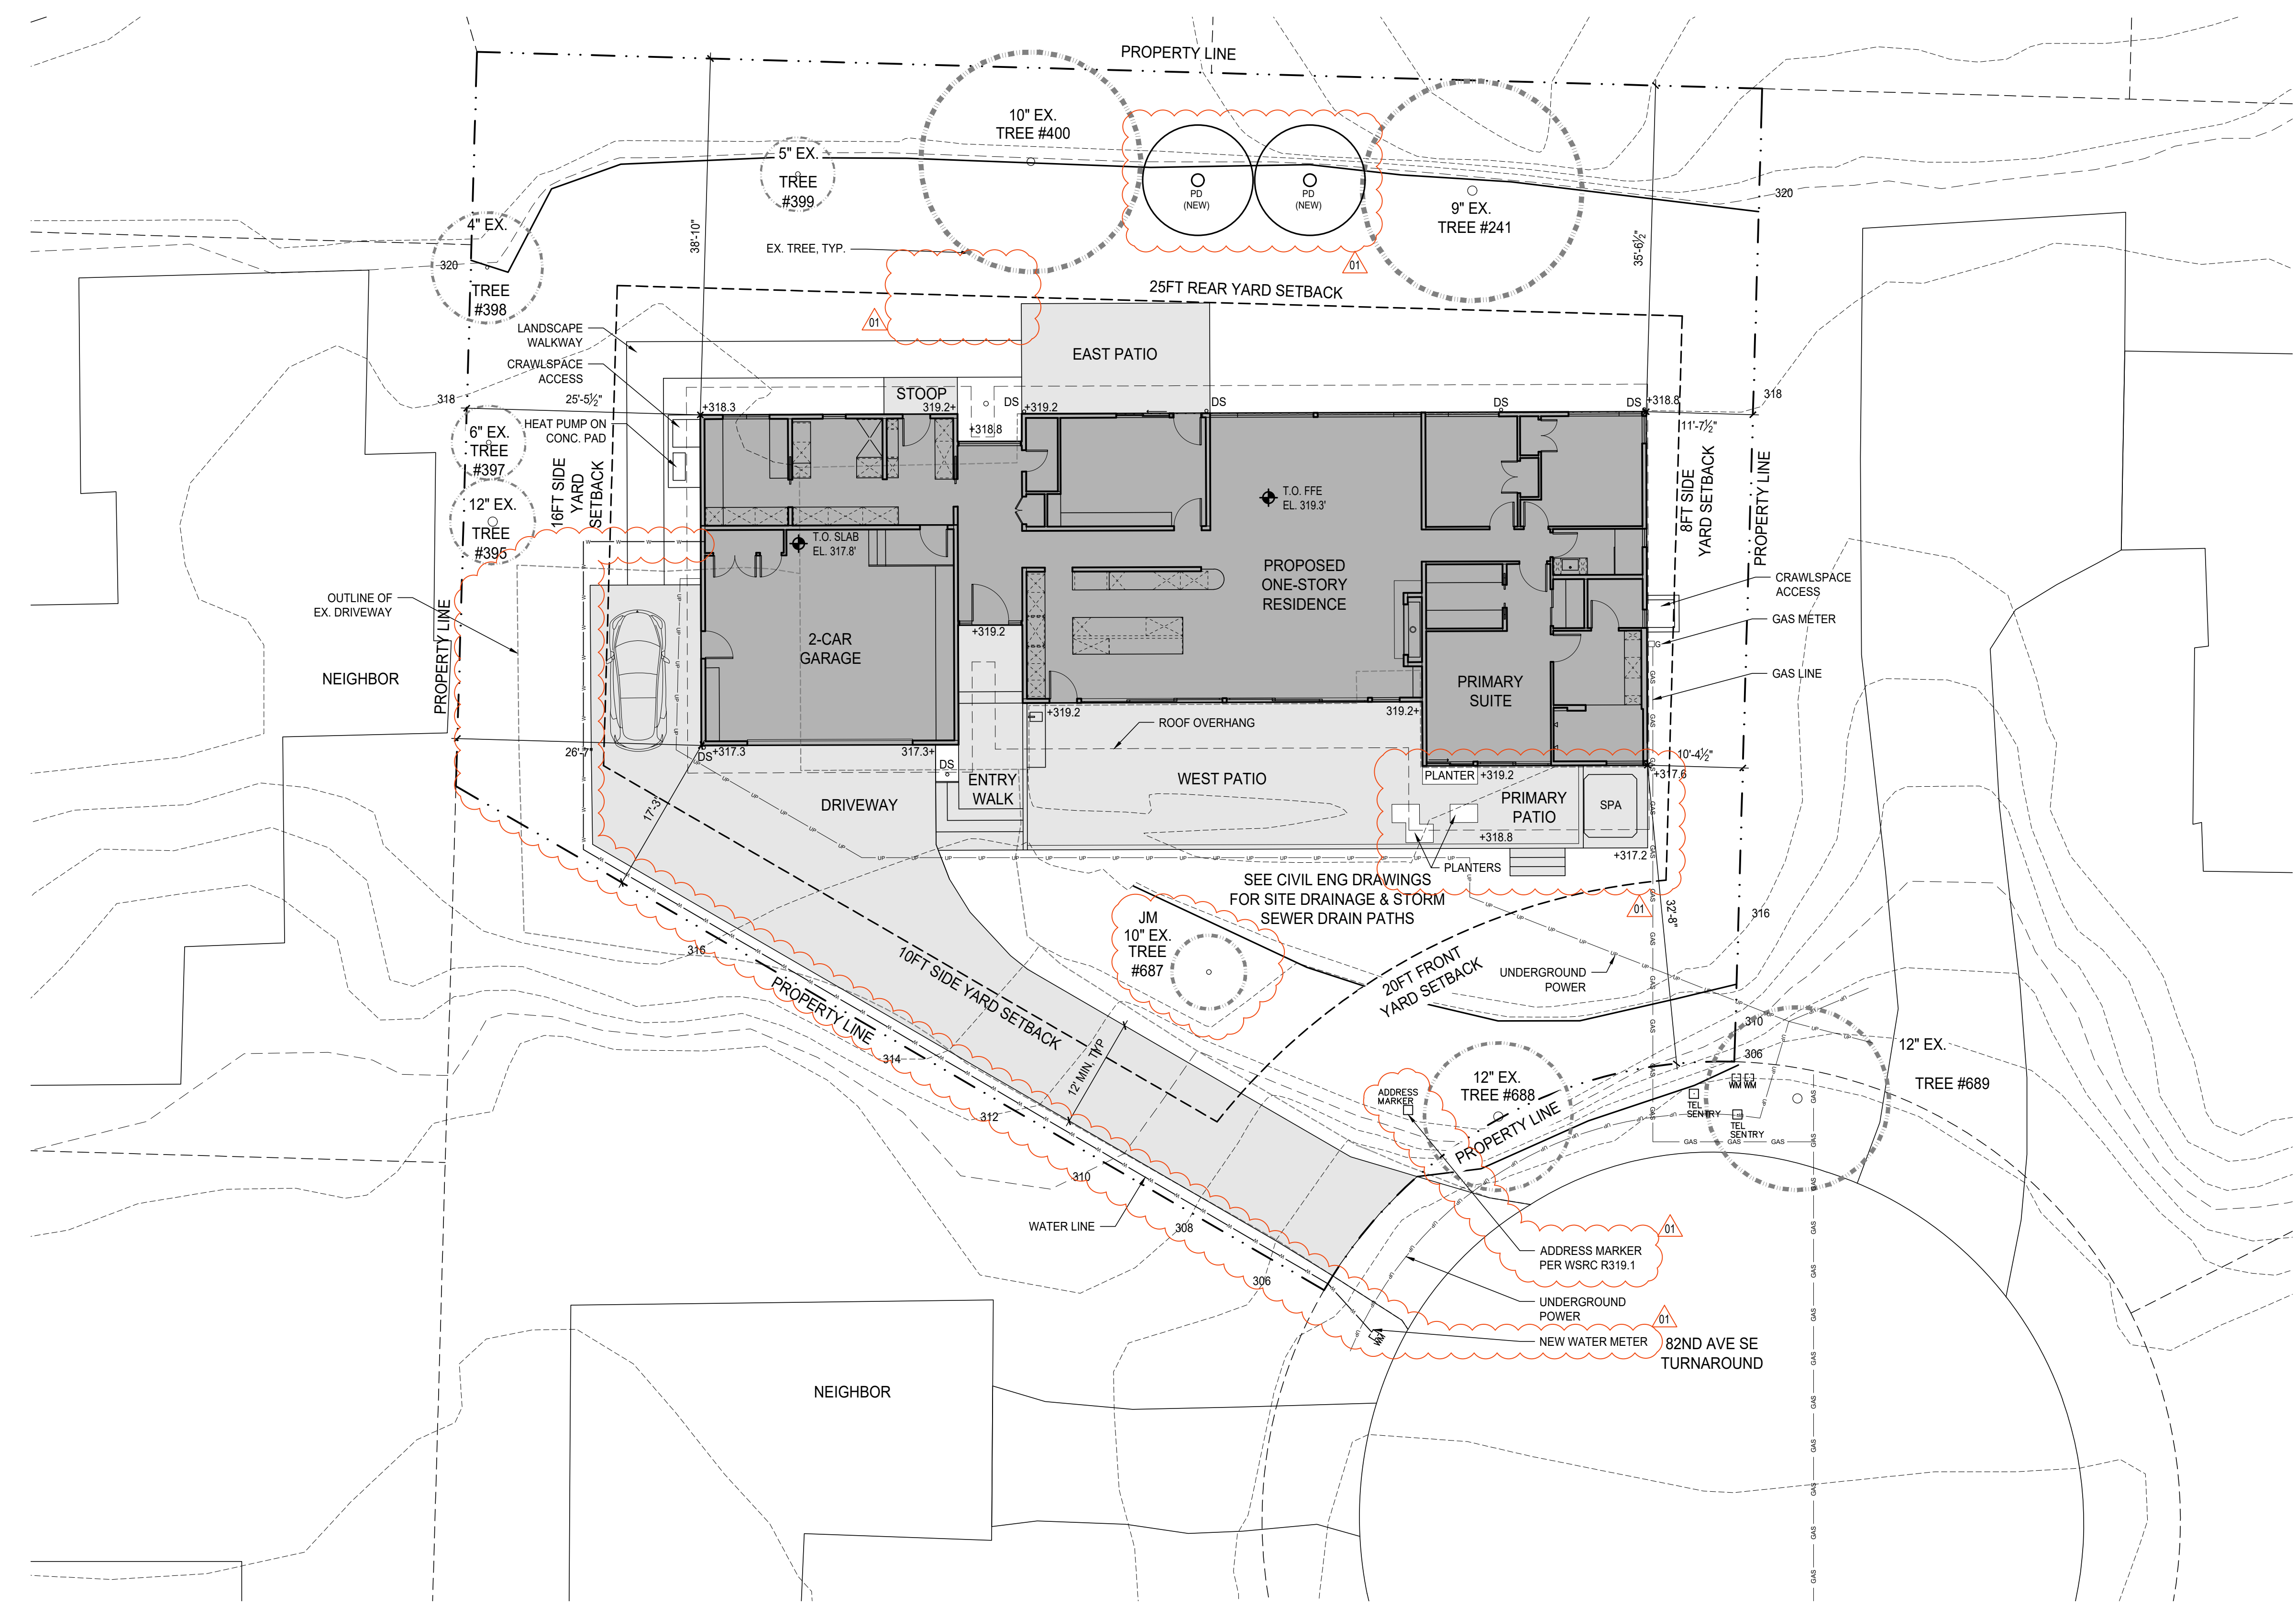 PROPERTY LINE
10" EX.
TREE #400
5" EX.
TREE
#399
PD
(NEW)
PD
(NEW)
9" EX.
TREE #241
320
4" EX.
320
TREE
#398
38'-10"
EX. TREE, TYP.
35'-6½"
01
25FT REAR YARD SETBACK
01
LANDSCAPE
WALKWAY
CRAWLSPACE
ACCESS
EAST PATIO
STOOP
318
25'-5½"
+318.3
319.2+
DS
+319.2
DS
DS
DS
+318.8
318
HEAT PUMP ON
CONC. PAD
+318.8
11'-7½"
6" EX.
TREE
#397
16FT SIDE
YARD
SETBACK
8FT SIDE
YARD SETBACK
PROPERTY LINE
12" EX.
TREE
#395
T.O. FFE
EL. 319.3'
T.O. SLAB
EL. 317.8'
PROPOSED
ONE-STORY
RESIDENCE
CRAWLSPACE
ACCESS
OUTLINE OF
EX. DRIVEWAY
PROPERTY LINE
GAS METER
G
+319.2
2-CAR
GARAGE
NEIGHBOR
PRIMARY
SUITE
GAS LINE
+319.2
319.2+
ROOF OVERHANG
26'-7"
DS
+317.3
317.3+
DS
10'-4½"
ENTRY
WALK
WEST PATIO
PLANTER
+319.2
+317.6
DRIVEWAY
17'-3"
PRIMARY
PATIO
SPA
+318.8
+317.2
PLANTERS
SEE CIVIL ENG DRAWINGS
FOR SITE DRAINAGE & STORM
SEWER DRAIN PATHS
01
32'-8"
316
JM
10" EX.
TREE
#687
316
10FT SIDE YARD SETBACK
20FT FRONT
YARD SETBACK
UNDERGROUND
POWER
PROPERTY LINE
310
306
12" EX.
TREE #689
314
12' MIN, TYP
12" EX.
TREE #688
ADDRESS
MARKER
WM
WM
TEL
SENTRY
TEL
SENTRY
312
PROPERTY LINE
GAS
GAS
GAS
310
WATER LINE
308
01
ADDRESS MARKER
PER WSRC R319.1
306
UNDERGROUND
POWER
01
NEW WATER METER
WM
82ND AVE SE
TURNAROUND
NEIGHBOR